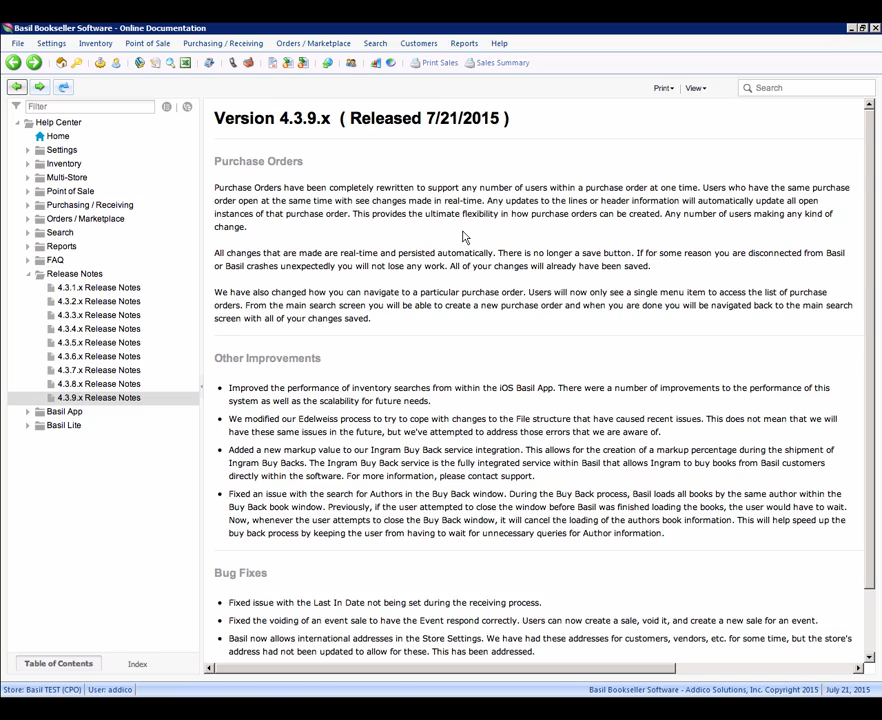 Basil Bookseller Software - Online Documentation
File Settings Inventory Point of Sale Purchasing / Receiving Orders / Marketplace Search Customers Reports Help
Print Sales Sales Summary
Print View Search
Filter
Help Center
Home
Settings
Inventory
Multi-Store
Point of Sale
Purchasing / Receiving
Orders / Marketplace
Search
Reports
FAQ
Release Notes
4.3.1.x Release Notes
4.3.2.x Release Notes
4.3.3.x Release Notes
4.3.4.x Release Notes
4.3.5.x Release Notes
4.3.6.x Release Notes
4.3.7.x Release Notes
4.3.8.x Release Notes
4.3.9.x Release Notes
Basil App
Basil Lite
Table of Contents Index
Version 4.3.9.x ( Released 7/21/2015 )
Purchase Orders
Purchase Orders have been completely rewritten to support any number of users within a purchase order at one time. Users who have the same purchase
order open at the same time with see changes made in real-time. Any updates to the lines or header information will automatically update all open
instances of that purchase order. This provides the ultimate flexibility in how purchase orders can be created. Any number of users making any kind of
change.
All changes that are made are real-time and persisted automatically. There is no longer a save button. If for some reason you are disconnected from Basil
or Basil crashes unexpectedly you will not lose any work. All of your changes will already have been saved.
We have also changed how you can navigate to a particular purchase order. Users will now only see a single menu item to access the list of purchase
orders. From the main search screen you will be able to create a new purchase order and when you are done you will be navigated back to the main search
screen with all of your changes saved.
Other Improvements
• Improved the performance of inventory searches from within the iOS Basil App. There were a number of improvements to the performance of this
system as well as the scalability for future needs.
• We modified our Edelweiss process to try to cope with changes to the File structure that have caused recent issues. This does not mean that we will
have these same issues in the future, but we've attempted to address those errors that we are aware of.
• Added a new markup value to our Ingram Buy Back service integration. This allows for the creation of a markup percentage during the shipment of
Ingram Buy Backs. The Ingram Buy Back service is the fully integrated service within Basil that allows Ingram to buy books from Basil customers
directly within the software. For more information, please contact support.
• Fixed an issue with the search for Authors in the Buy Back window. During the Buy Back process, Basil loads all books by the same author within the
Buy Back book window. Previously, if the user attempted to close the window before Basil was finished loading the books, the user would have to wait.
Now, whenever the user attempts to close the Buy Back window, it will cancel the loading of the authors book information. This will help speed up the
buy back process by keeping the user from having to wait for unnecessary queries for Author information.
Bug Fixes
• Fixed issue with the Last In Date not being set during the receiving process.
• Fixed the voiding of an event sale to have the Event respond correctly. Users can now create a sale, void it, and create a new sale for an event.
• Basil now allows international addresses in the Store Settings. We have had these addresses for customers, vendors, etc. for some time, but the store's
address had not been updated to allow for these. This has been addressed.
Store: Basil TEST (CPO) User: addico Basil Bookseller Software - Addico Solutions, Inc. Copyright 2015 July 21, 2015